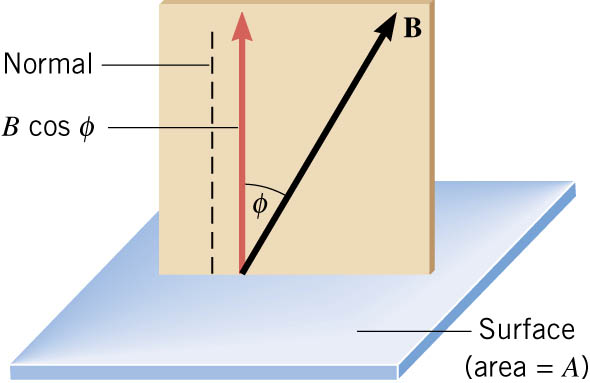 B
Normal
B cos ϕ
ϕ
Surface
(area = A)